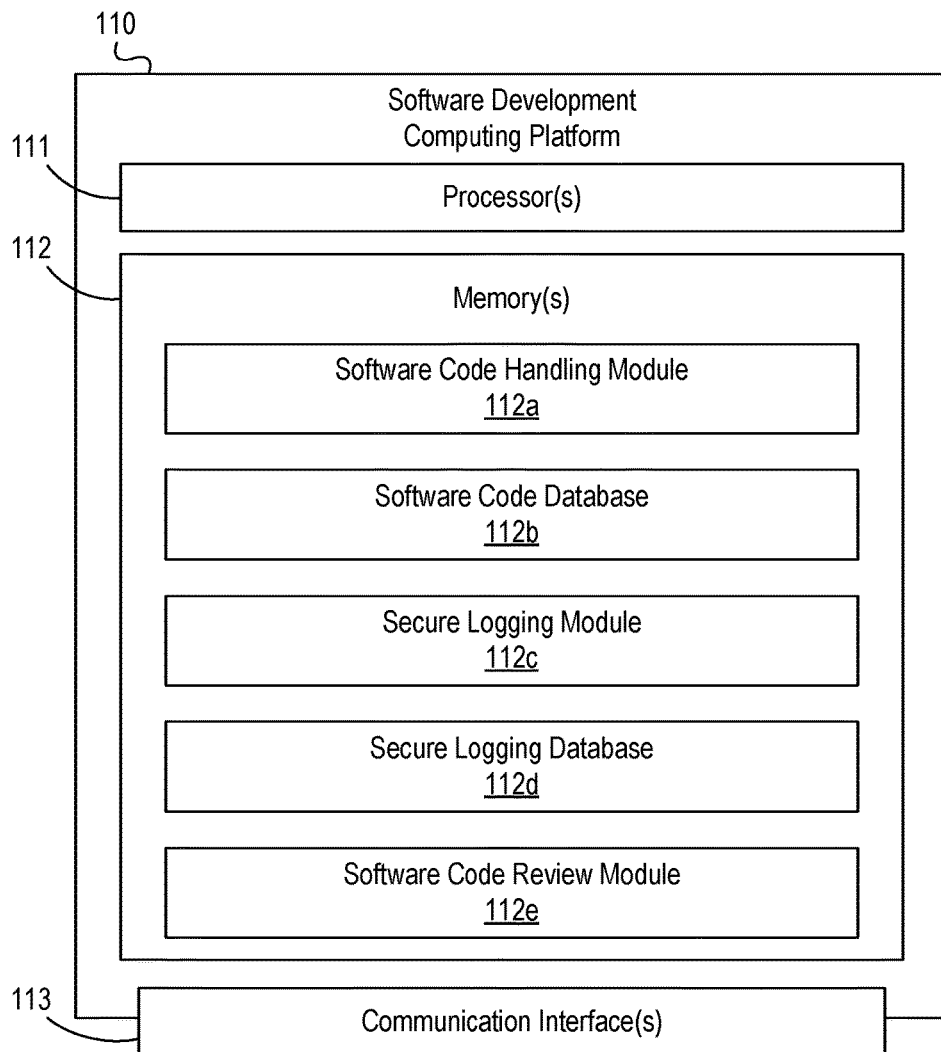 110
Software Development
Computing Platform
111
Processor(s)
112
Memory(s)
Software Code Handling Module
112a
Software Code Database
112b
Secure Logging Module
112c
Secure Logging Database
112d
Software Code Review Module
112e
113
Communication Interface(s)